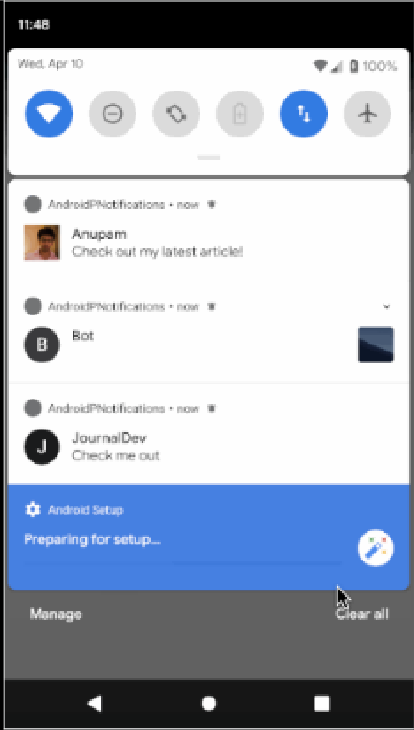 11:48
Wed, Apr 10 100%
AndroidPNotifications • now
Anupam
Check out my latest article!
AndroidPNotifications • now
B Bot
AndroidPNotifications • now
J JournalDev
Check me out
Android Setup
Preparing for setup...
Manage Clear all